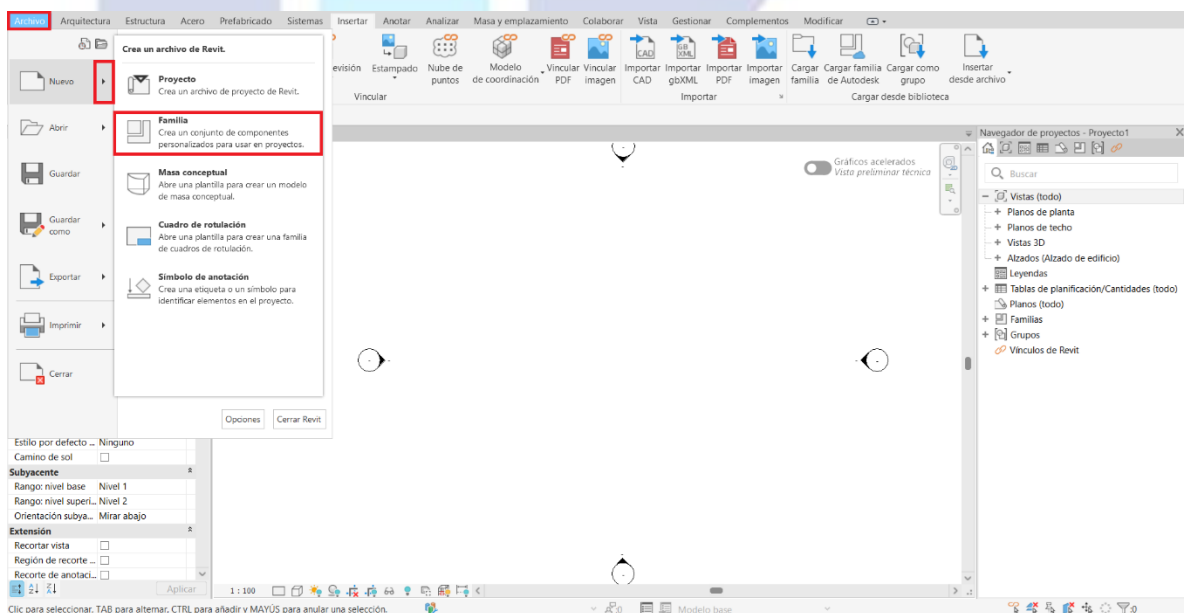 Archivo Arquitectura Estructura Acero Prefabricado Sistemas Insertar Anotar Analizar Masa y emplazamiento Colaborar Vista Gestionar Complementos Modificar
Crea un archivo de Revit.
Nuevo
Proyecto
Crea un archivo de proyecto de Revit.
Familia
Crea un conjunto de componentes
personalizados para usar en proyectos.
Abrir
Masa conceptual
Abre una plantilla para crear un modelo
de masa conceptual.
Guardar
Cuadro de rotulación
Abre una plantilla para crear una familia
de cuadros de rotulación.
Guardar
como
Símbolo de anotación
Crea una etiqueta o un símbolo para
identificar elementos en el proyecto.
Exportar
Imprimir
Cerrar
Opciones Cerrar Revit
evisión Estampado Nube de Modelo Vincular Vincular Importar Importar Importar Importar Cargar Cargar familia Cargar como Insertar
puntos de coordinación PDF imagen CAD gbXML PDF imagen familia de Autodesk grupo desde archivo
Vincular Importar Cargar desde biblioteca
Gráficos acelerados
Vista preliminar técnica
Navegador de proyectos - Proyecto1 X
Buscar
Vistas (todo)
Planos de planta
Planos de techo
Vistas 3D
Alzados (Alzado de edificio)
Leyendas
Tablas de planificación/Cantidades (todo)
Planos (todo)
Familias
Grupos
Vínculos de Revit
Estilo por defecto ... Ninguno
Camino de sol
Subyacente
Rango: nivel base Nivel 1
Rango: nivel superi... Nivel 2
Orientación subya... Mirar abajo
Extensión
Recortar vista
Región de recorte ...
Recorte de anotaci...
Aplicar
1 : 100
Clic para seleccionar, TAB para alternar, CTRL para añadir y MAYÚS para anular una selección.
:0 Modelo base :0